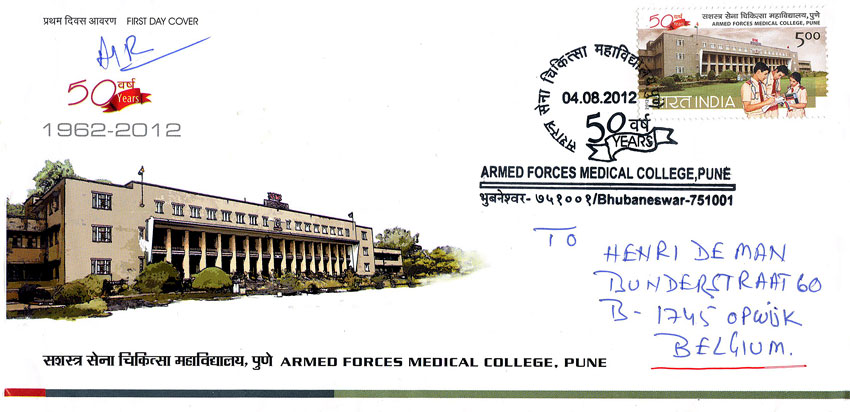 प्रथम दिवस आवरण FIRST DAY COVER
50 वर्ष
Years
1962-2012
सशस्त्र सेना चिकित्सा महाविद्यालय, पुणे ARMED FORCES MEDICAL COLLEGE, PUNE
50 वर्ष
Years
सशस्त्र सेना चिकित्सा महाविद्यालय, पुणे
ARMED FORCES MEDICAL COLLEGE, PUNE
5.00
भारत INDIA
सशस्त्र सेना चिकित्सा महाविद्यालय
04.08.2012
50 वर्ष
YEARS
ARMED FORCES MEDICAL COLLEGE,PUNE
भुबनेश्वर- ७५१००१/Bhubaneswar-751001
TO
HENRI DE MAN
BUNDERSTRAAT 60
B- 1745 OPWIJK
BELGIUM.